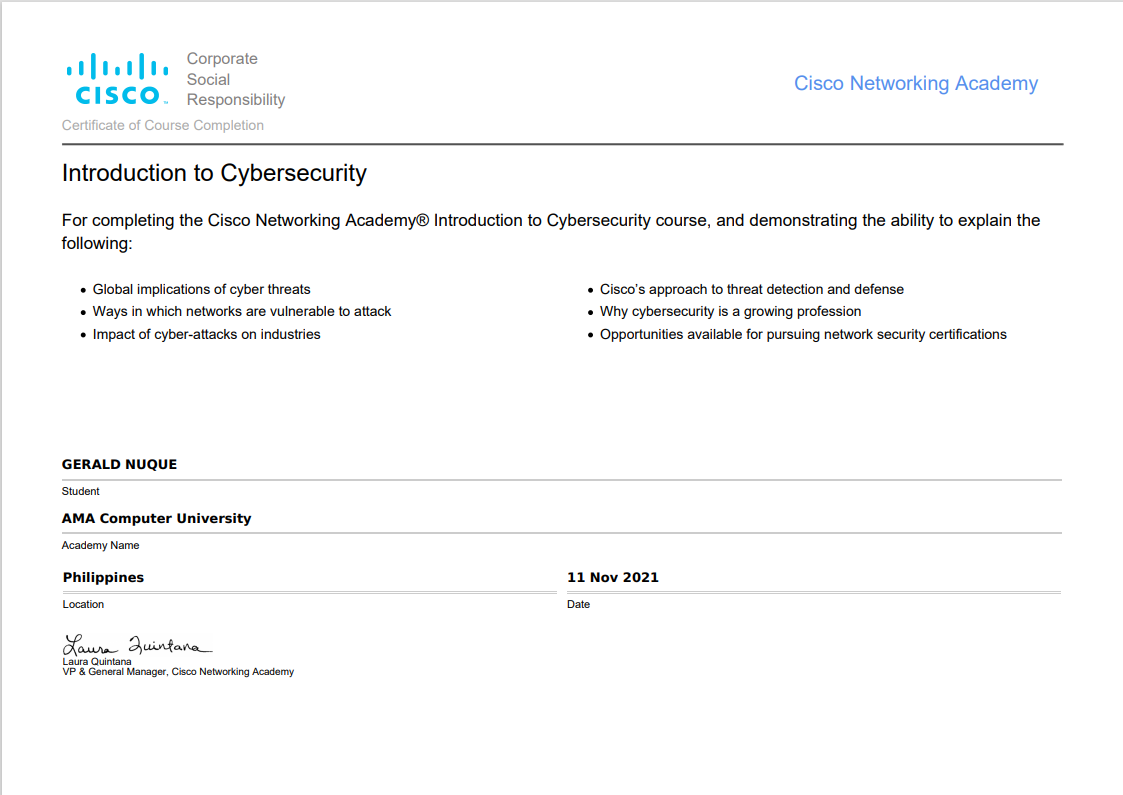 CISCO
Corporate
Social
Responsibility
Cisco Networking Academy
Certificate of Course Completion
Introduction to Cybersecurity
For completing the Cisco Networking Academy® Introduction to Cybersecurity course, and demonstrating the ability to explain the
following:
• Global implications of cyber threats
• Ways in which networks are vulnerable to attack
• Impact of cyber-attacks on industries
• Cisco’s approach to threat detection and defense
• Why cybersecurity is a growing profession
• Opportunities available for pursuing network security certifications
GERALD NUQUE
Student
AMA Computer University
Academy Name
Philippines
Location
11 Nov 2021
Date
Laura Quintana
Laura Quintana
VP & General Manager, Cisco Networking Academy